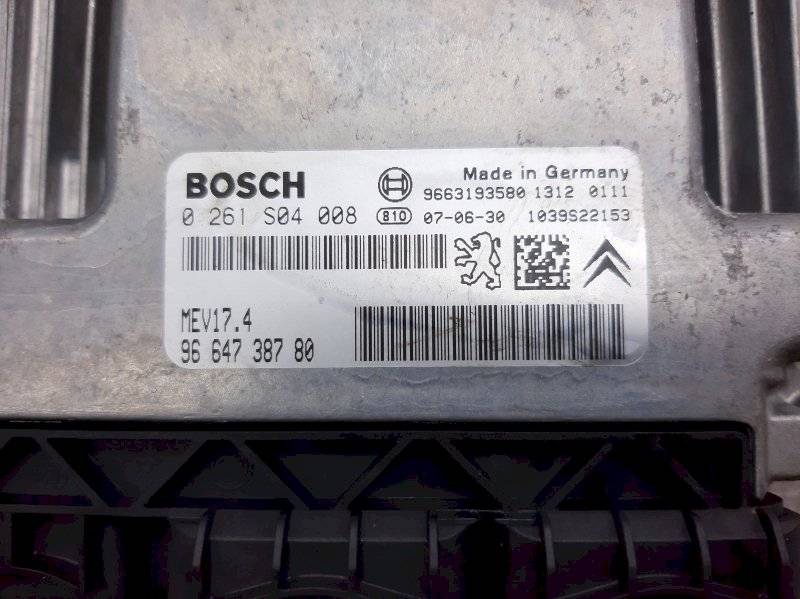 BOSCH
Made in Germany
9663193580 1312 0111
0 261 S04 008 810 07-06-30 1039S22153
MEV17.4
96 647 387 80